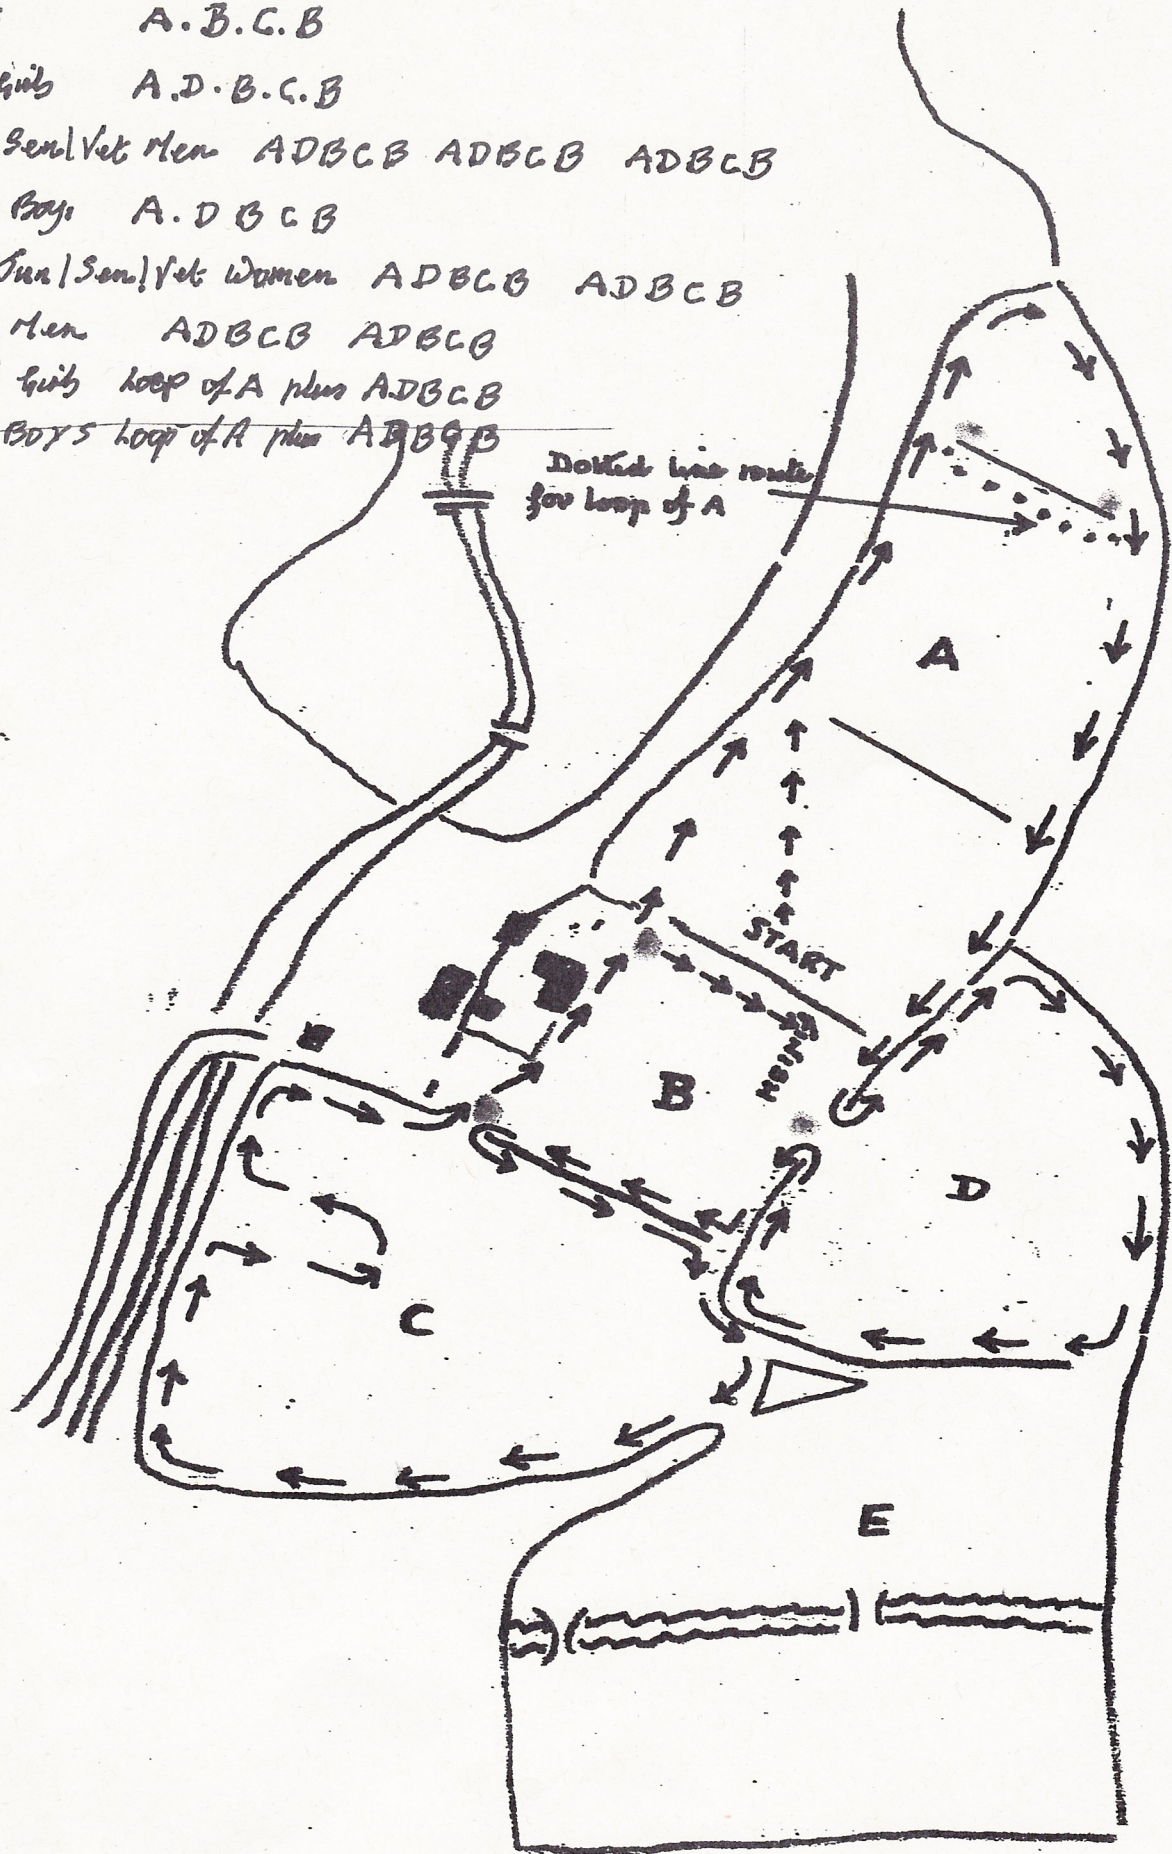 A.B.C.B
Girls A.D.B.C.B
Sen/Vet Men ADBCB ADBCB ADBCB
Boys A.D B C B
Jun/Sen/Vet Women ADBCB ADBCB
Men ADBCB ADBCB
Girls Loop of A plus ADBCB
BOYS Loop of A plus ADBCB
Dotted line route
for loop of A
A
START
FINISH
B
D
C
E